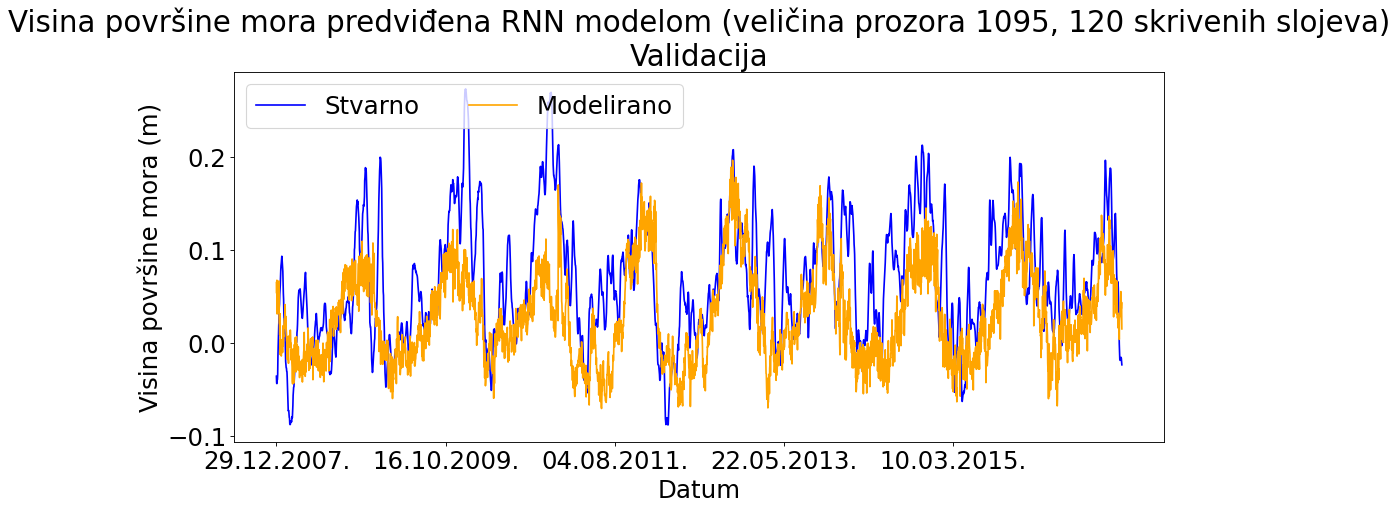 Visina površine mora predviđena RNN modelom (veličina prozora 1095, 120 skrivenih slojeva)
Validacija
Stvarno
Modelirano
Visina površine mora (m)
0.2
0.1
0.0
−0.1
29.12.2007.
16.10.2009.
04.08.2011.
22.05.2013.
10.03.2015.
Datum